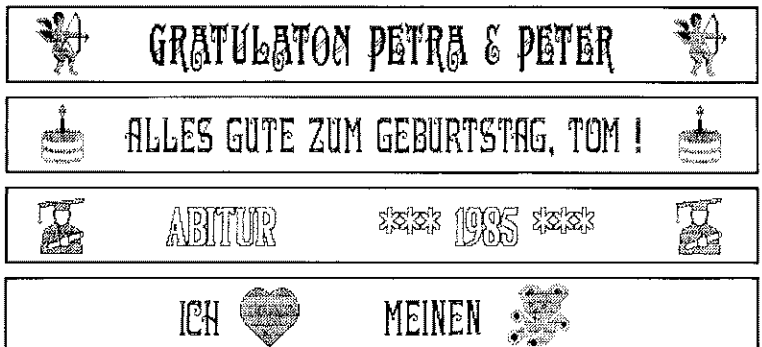 GRATULATON PETRA & PETER
ALLES GUTE ZUM GEBURTSTAG, TOM !
ABITUR *** 1985 ***
ICH MEINEN